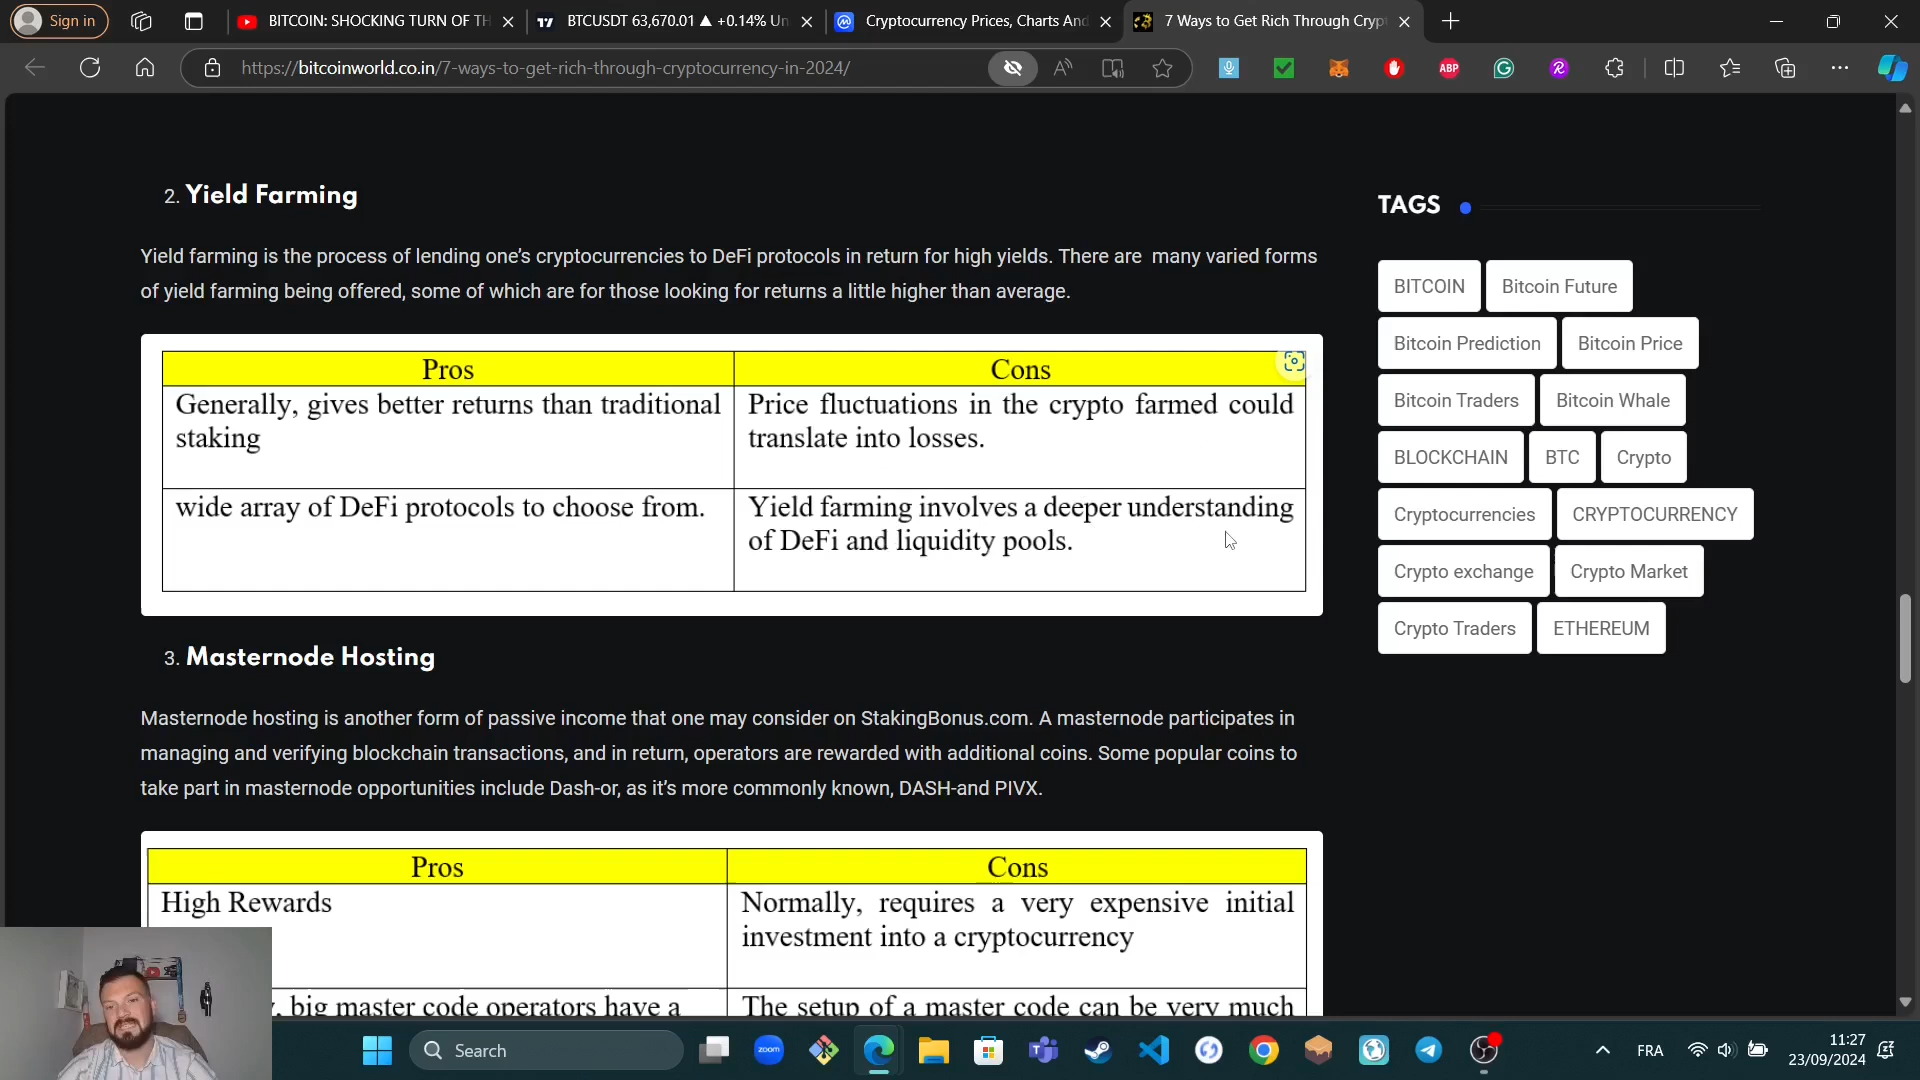 Sign in
BITCOIN: SHOCKING TURN OF TH
BTCUSDT 63,670.01 ▲ +0.14% Un
Cryptocurrency Prices, Charts And
7 Ways to Get Rich Through Cryp
https://bitcoinworld.co.in/7-ways-to-get-rich-through-cryptocurrency-in-2024/
ABP
2. Yield Farming
Yield farming is the process of lending one's cryptocurrencies to DeFi protocols in return for high yields. There are many varied forms
of yield farming being offered, some of which are for those looking for returns a little higher than average.
Pros
Cons
Generally, gives better returns than traditional
staking
Price fluctuations in the crypto farmed could
translate into losses.
wide array of DeFi protocols to choose from.
Yield farming involves a deeper understanding
of DeFi and liquidity pools.
3. Masternode Hosting
Masternode hosting is another form of passive income that one may consider on StakingBonus.com. A masternode participates in
managing and verifying blockchain transactions, and in return, operators are rewarded with additional coins. Some popular coins to
take part in masternode opportunities include Dash-or, as it's more commonly known, DASH-and PIVX.
Pros
Cons
High Rewards
Normally, requires a very expensive initial
investment into a cryptocurrency
, big master code operators have a
The setup of a master code can be very much
TAGS
BITCOIN
Bitcoin Future
Bitcoin Prediction
Bitcoin Price
Bitcoin Traders
Bitcoin Whale
BLOCKCHAIN
BTC
Crypto
Cryptocurrencies
CRYPTOCURRENCY
Crypto exchange
Crypto Market
Crypto Traders
ETHEREUM
Search
zoom
FRA
11:27
23/09/2024